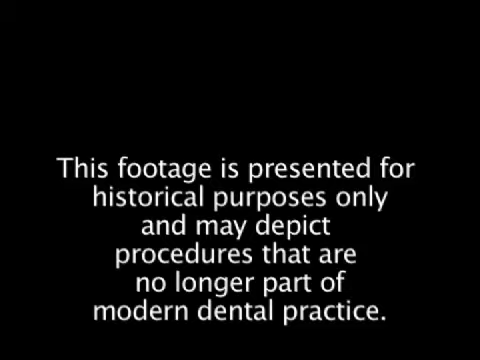 This footage is presented for
historical purposes only
and may depict
procedures that are
no longer part of
modern dental practice.